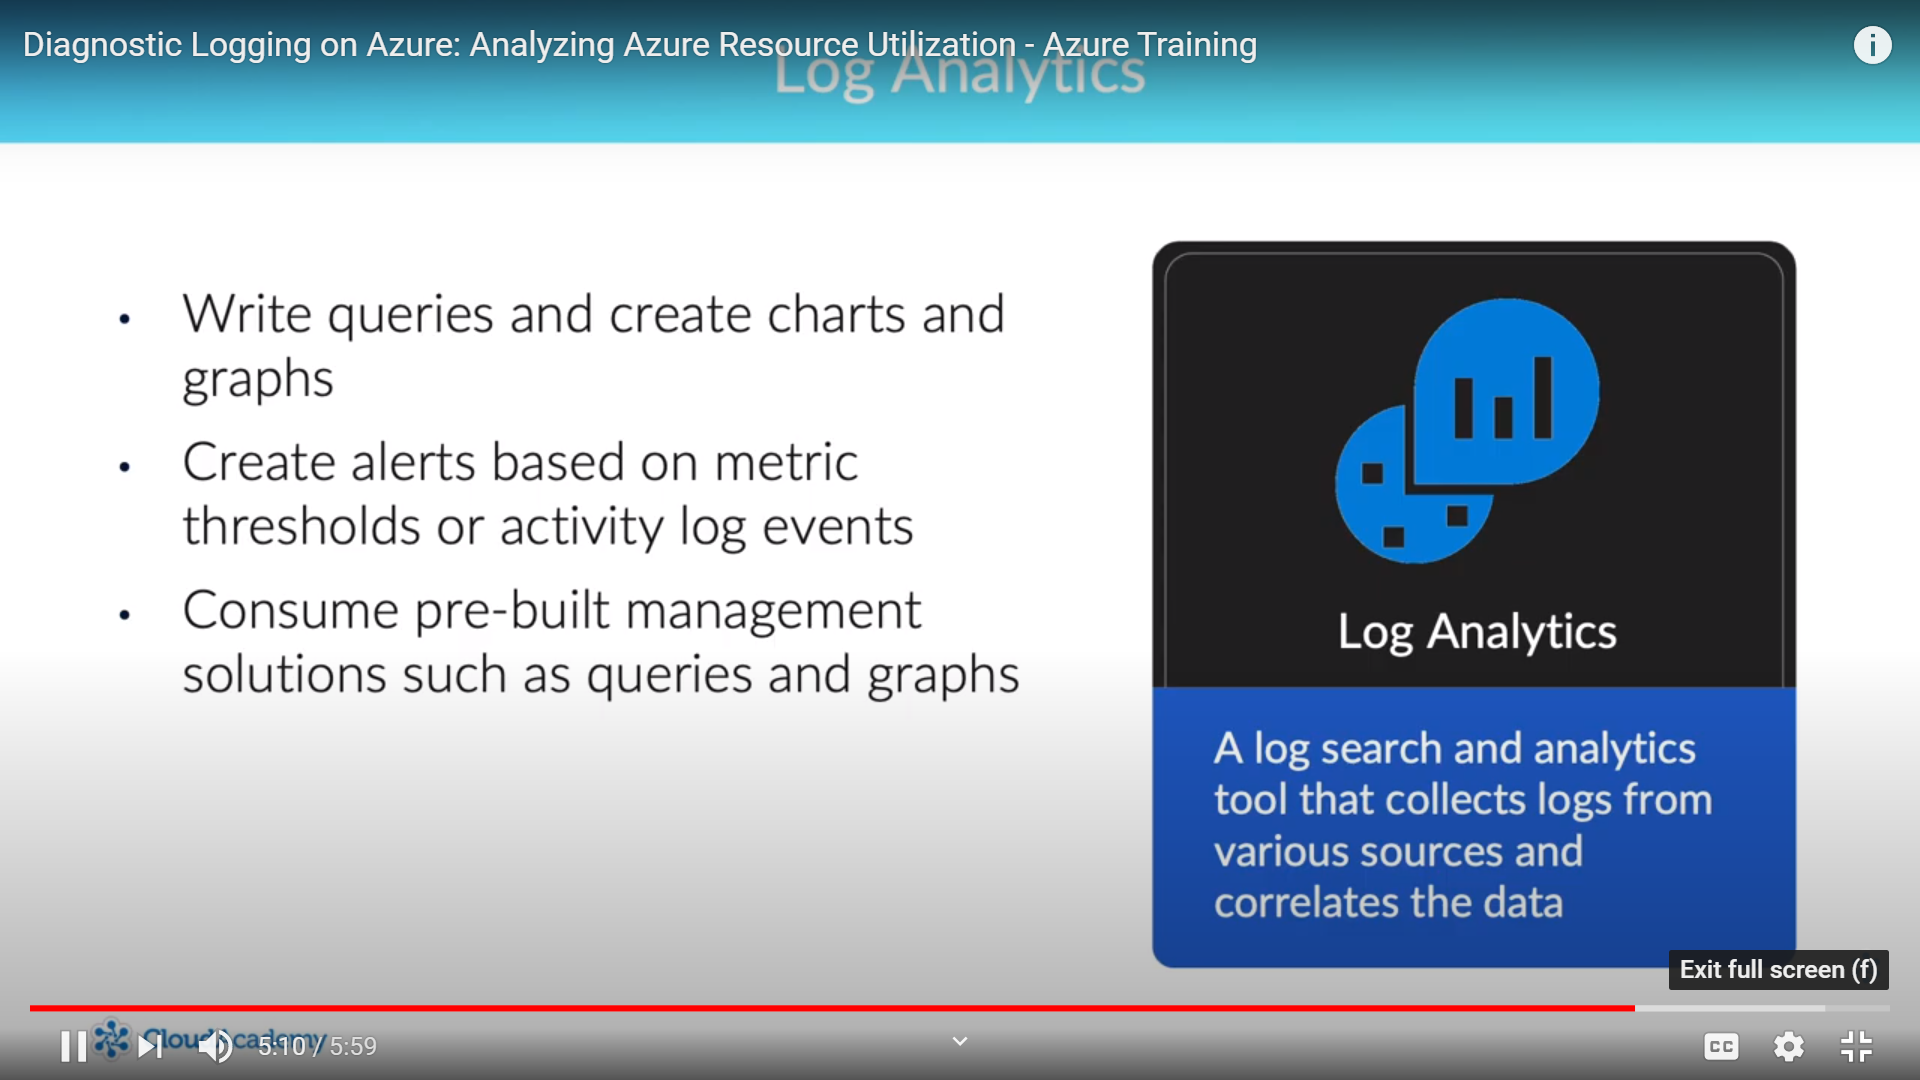 Diagnostic Logging on Azure: Analyzing Azure Resource Utilization - Azure Training
Log Analytics
• Write queries and create charts and
graphs
• Create alerts based on metric
thresholds or activity log events
• Consume pre-built management
solutions such as queries and graphs
Log Analytics
A log search and analytics
tool that collects logs from
various sources and
correlates the data
Exit full screen (f)
CloudAcademy
5:10 / 5:59
CC